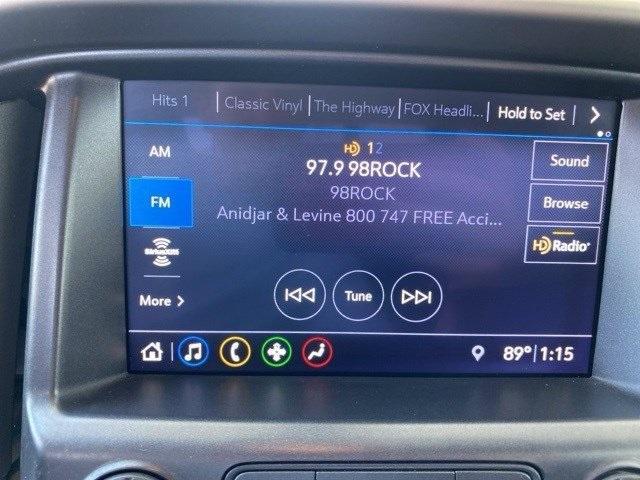 Hits 1 Classic Vinyl The Highway FOX Headli... Hold to Set
AM
FM
SiriusXM
More
HD 1 2
97.9 98ROCK
98ROCK
Anidjar & Levine 800 747 FREE Acci...
Sound
Browse
HD Radio
Tune
89° 1:15